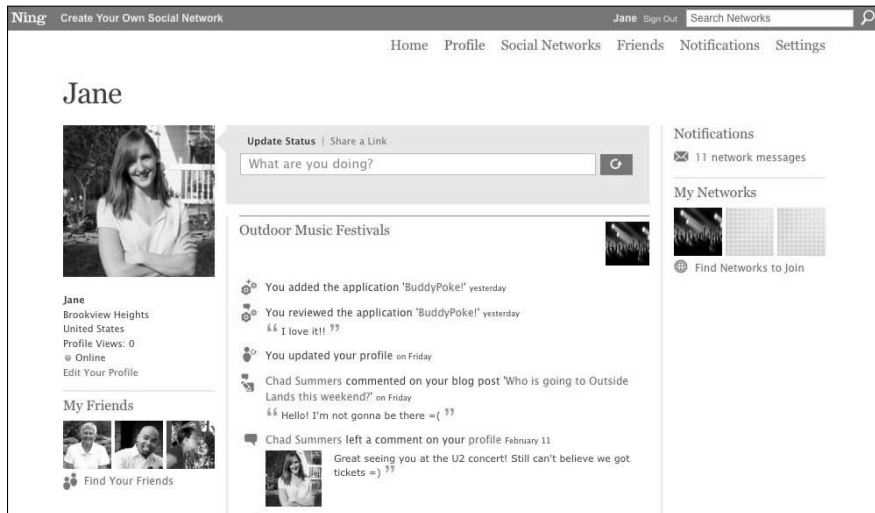 Ning Create Your Own Social Network Jane Sign Out Search Networks
Home Profile Social Networks Friends Notifications Settings
Jane
Update Status | Share a Link
What are you doing?
Outdoor Music Festivals
You added the application 'BuddyPoke!' yesterday
You reviewed the application 'BuddyPoke!' yesterday
“ I love it!! ”
You updated your profile on Friday
Chad Summers commented on your blog post 'Who is going to Outside
Lands this weekend?' on Friday
“ Hello! I'm not gonna be there =( ”
Chad Summers left a comment on your profile February 11
Great seeing you at the U2 concert! Still can't believe we got
tickets =) ”
Jane
Brookview Heights
United States
Profile Views: 0
Online
Edit Your Profile
My Friends
Find Your Friends
Notifications
11 network messages
My Networks
Find Networks to Join